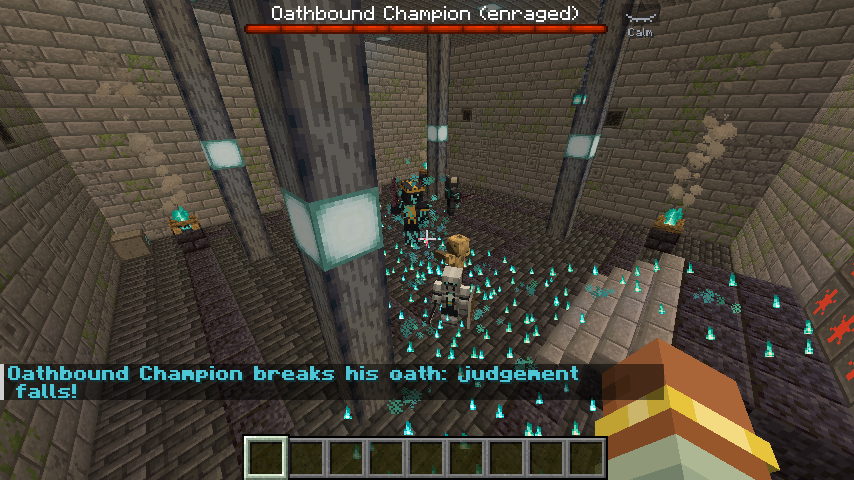 Oathbound Champion (enraged)
Calm
Oathbound Champion breaks his oath: judgement
falls!